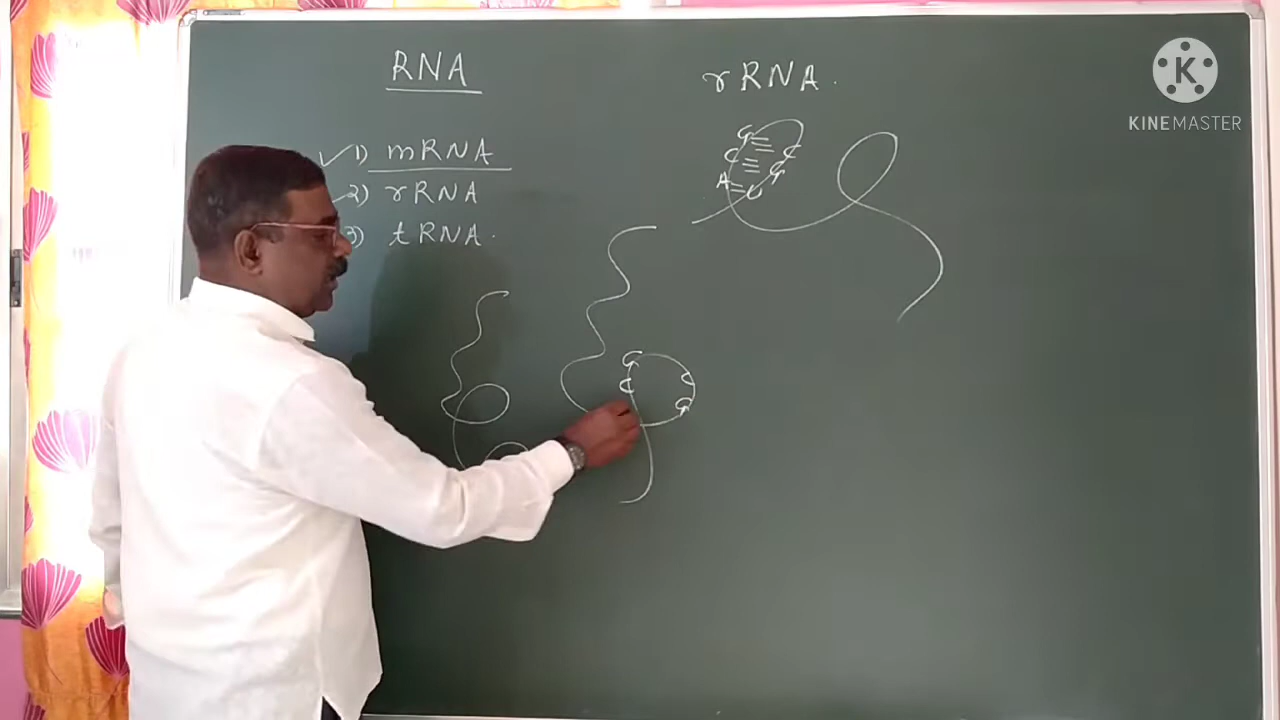 RNA
1) mRNA
2) rRNA
3) tRNA.
rRNA.
G C
C G
A U
G
C
C
G
K
KINEMASTER